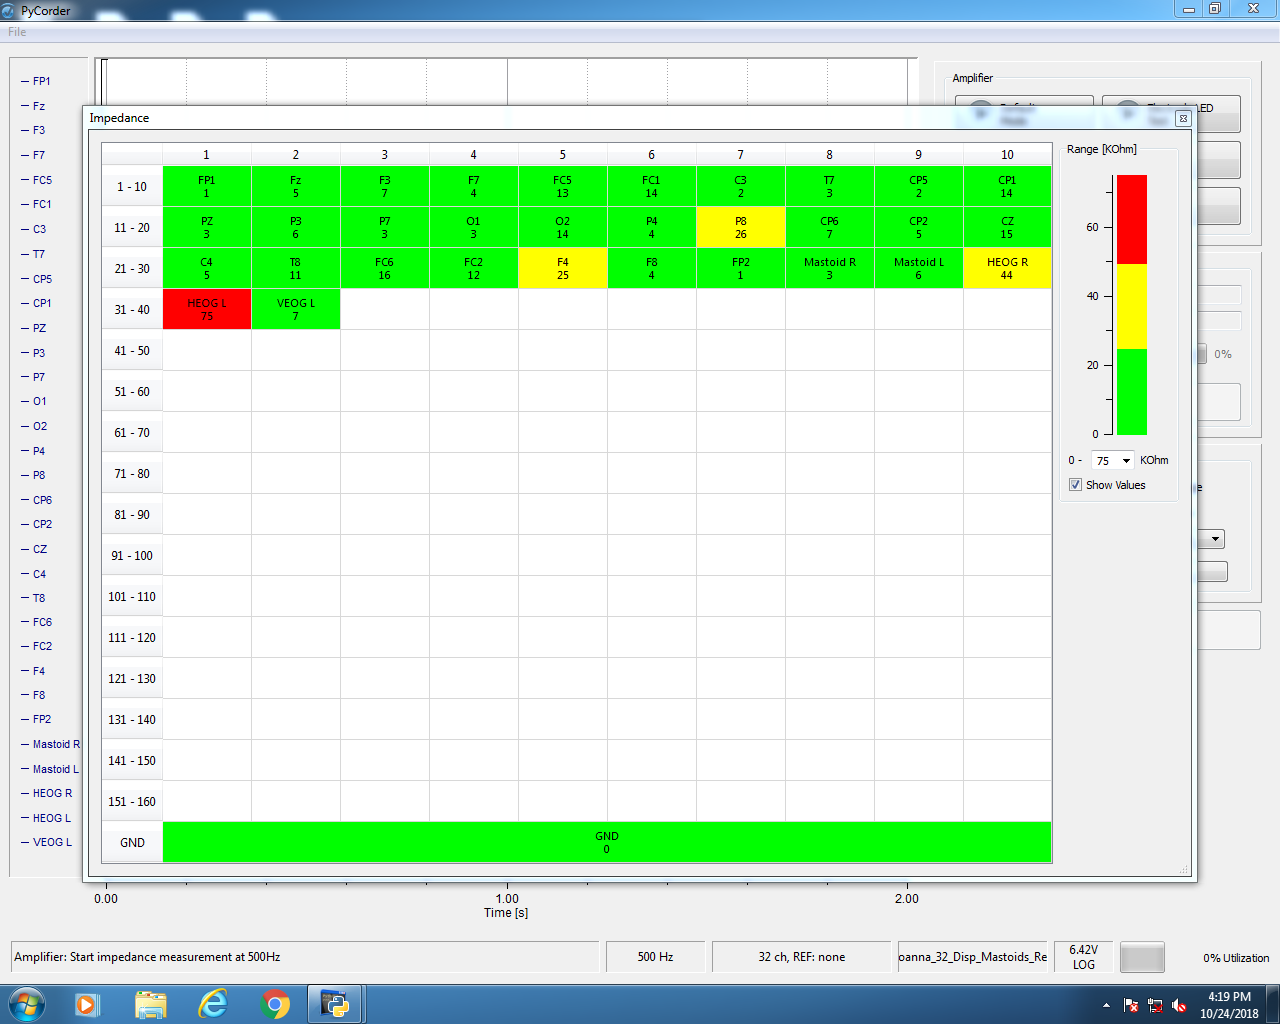 PyCorder
File
Amplifier
FP1
Fz
F3
F7
FC5
FC1
C3
T7
CP5
CP1
PZ
P3
P7
O1
O2
P4
P8
CP6
CP2
CZ
C4
T8
FC6
FC2
F4
F8
FP2
Mastoid R
Mastoid L
HEOG R
HEOG L
VEOG L
Impedance
1 2 3 4 5 6 7 8 9 10
1 - 10 FP1 Fz F3 F7 FC5 FC1 C3 T7 CP5 CP1
1 5 7 4 13 14 2 3 2 14
11 - 20 PZ P3 P7 O1 O2 P4 P8 CP6 CP2 CZ
3 6 3 3 14 4 26 7 5 15
21 - 30 C4 T8 FC6 FC2 F4 F8 FP2 Mastoid R Mastoid L HEOG R
5 11 16 12 25 4 1 3 6 44
31 - 40 HEOG L VEOG L
75 7
41 - 50
51 - 60
61 - 70
71 - 80
81 - 90
91 - 100
101 - 110
111 - 120
121 - 130
131 - 140
141 - 150
151 - 160
GND GND
0
Range [KOhm]
60
40
20
0
0 - 75 KOhm
Show Values
0%
0.00 1.00 2.00
Time [s]
Amplifier: Start impedance measurement at 500Hz
500 Hz
32 ch, REF: none
oanna_32_Disp_Mastoids_Re
6.42V
LOG
0% Utilization
4:19 PM
10/24/2018